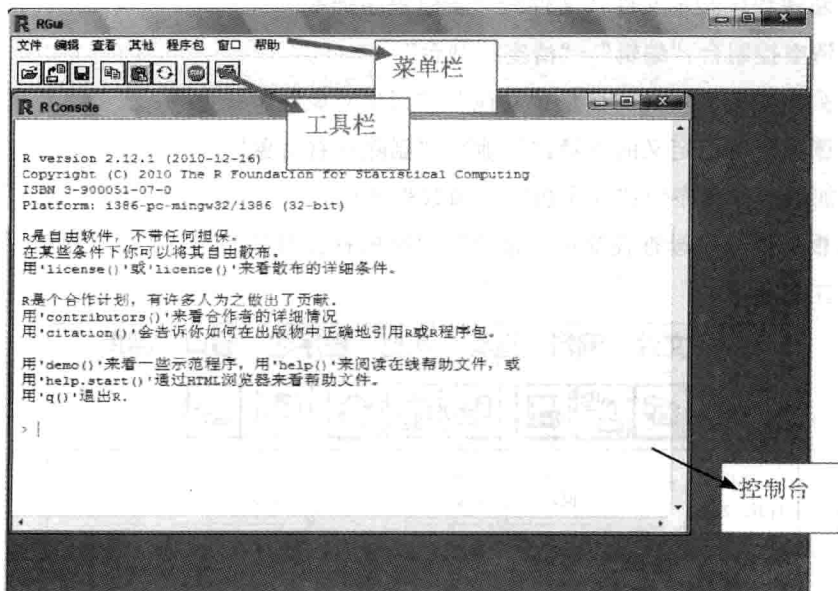 RGui
文件 编辑 查看 其他 程序包 窗口 帮助
菜单栏
工具栏
R Console
R version 2.12.1 (2010-12-16)
Copyright (C) 2010 The R Foundation for Statistical Computing
ISBN 3-900051-07-0
Platform: i386-pc-mingw32/i386 (32-bit)
R是自由软件，不带任何担保。
在某些条件下你可以将其自由散布。
用'license()'或'licence()'来看散布的详细条件。
R是个合作计划，有许多人为之做出了贡献.
用'contributors()'来看合作者的详细情况
用'citation()'会告诉你如何在出版物中正确地引用R或R程序包。
用'demo()'来看一些示范程序，用'help()'来阅读在线帮助文件，或
用'help.start()'通过HTML浏览器来看帮助文件。
用'q()'退出R.
>
控制台